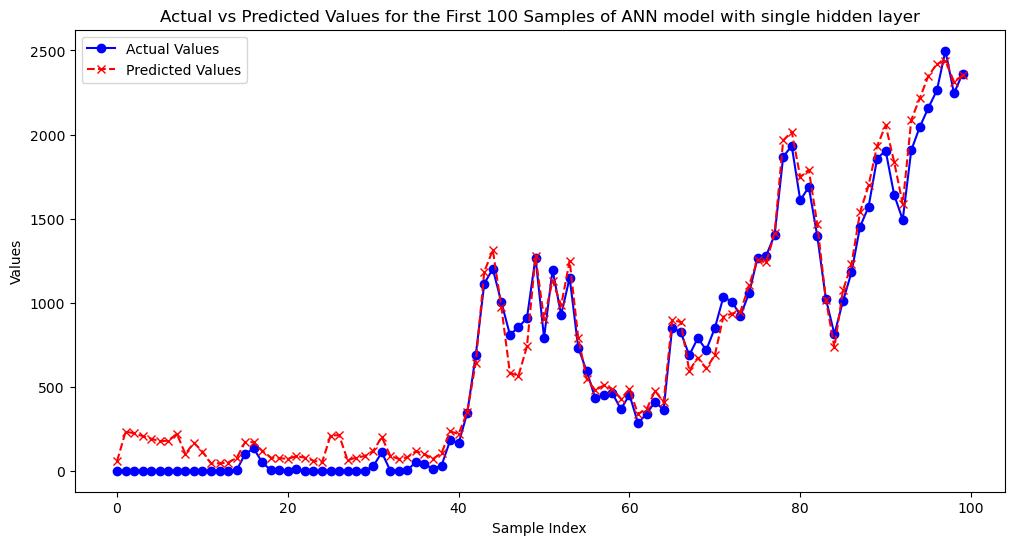 Actual vs Predicted Values for the First 100 Samples of ANN model with single hidden layer
Actual Values
Predicted Values
2500
2000
1500
1000
500
0
Values
0 20 40 60 80 100
Sample Index